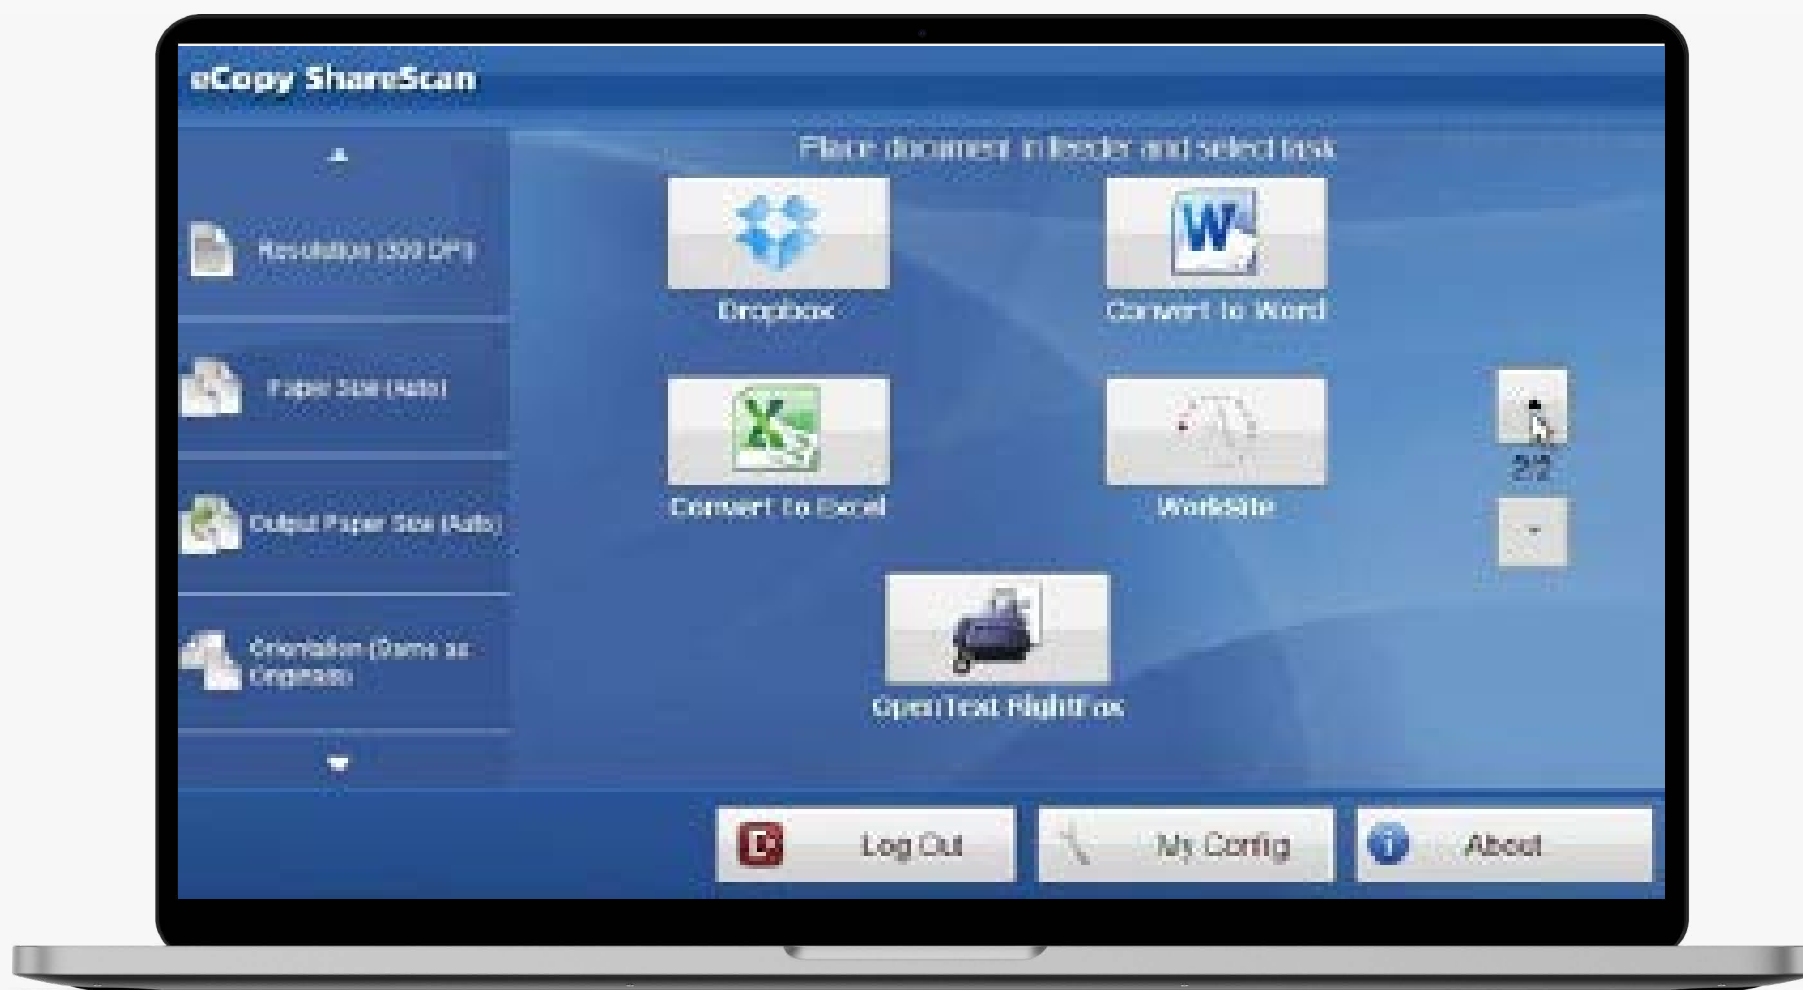 eCopy ShareScan
Place document in feeder and select task
Resolution (300 DPI)
Paper Size (Auto)
Output Paper Size (Auto)
Orientation (Same as
Originals)
Dropbox
W
Convert to Word
X
Convert to Excel
WorkSite
2/2
OpenText RightFax
Log Out
My Config
i
About